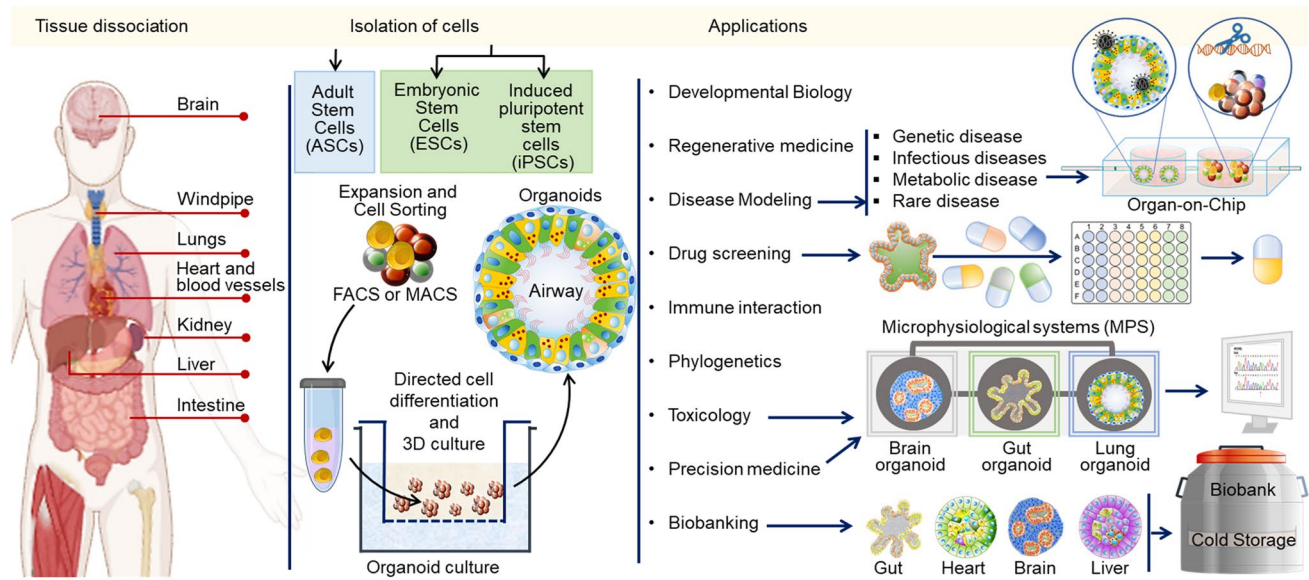 Tissue dissociation
Isolation of cells
Applications
Brain
Windpipe
Lungs
Heart and
blood vessels
Kidney
Liver
Intestine
Adult
Stem
Cells
(ASCs)
Embryonic
Stem
Cells
(ESCs)
Induced
pluripotent
stem
cells
(iPSCs)
Expansion and
Cell Sorting
FACS or MACS
Organoids
Airway
Directed cell
differentiation
and
3D culture
Organoid culture
• Developmental Biology
• Regenerative medicine
• Disease Modeling
• Drug screening
• Immune interaction
• Phylogenetics
• Toxicology
• Precision medicine
• Biobanking
▪ Genetic disease
▪ Infectious diseases
▪ Metabolic disease
▪ Rare disease
Organ-on-Chip
1 2 3 4 5 6 7 8
A
B
C
D
E
F
Microphysiological systems (MPS)
Brain
organoid
Gut
organoid
Lung
organoid
Gut
Heart
Brain
Liver
Biobank
Cold Storage